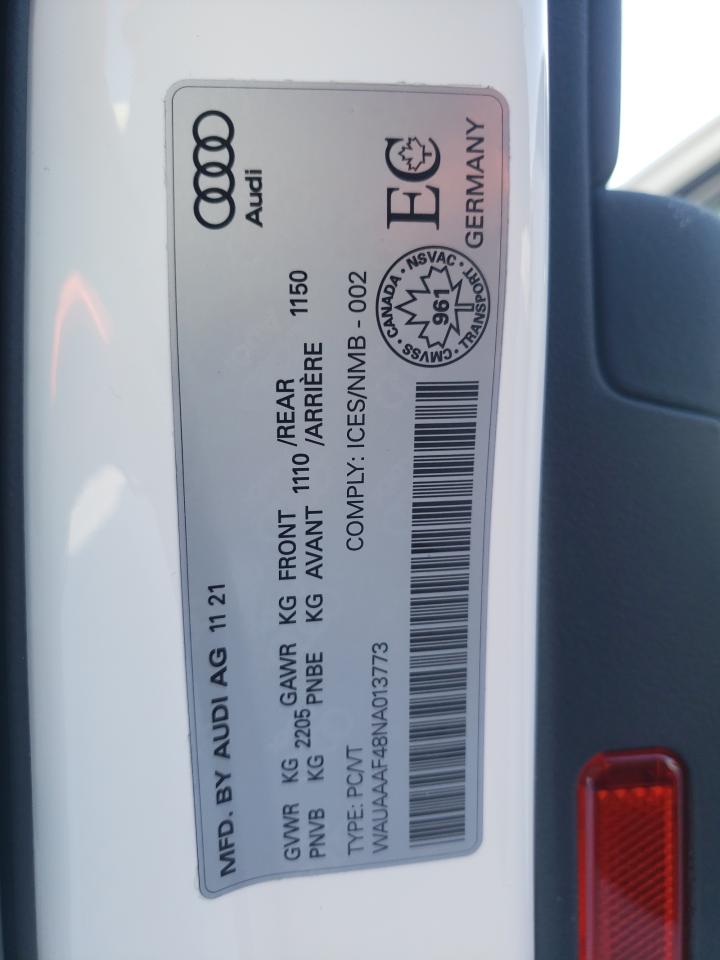 Audi
MFD. BY AUDI AG 11 21
GVWR KG 2205 GAWR KG FRONT 1110 /REAR 1150
PNVB KG PNBE KG AVANT /ARRIÈRE
TYPE: PC/VT COMPLY: ICES/NMB - 002
WAUAAAF48NA013773
CANADA • NSVAC • TRANSPORT • CMVSS •
961
EC
T
GERMANY